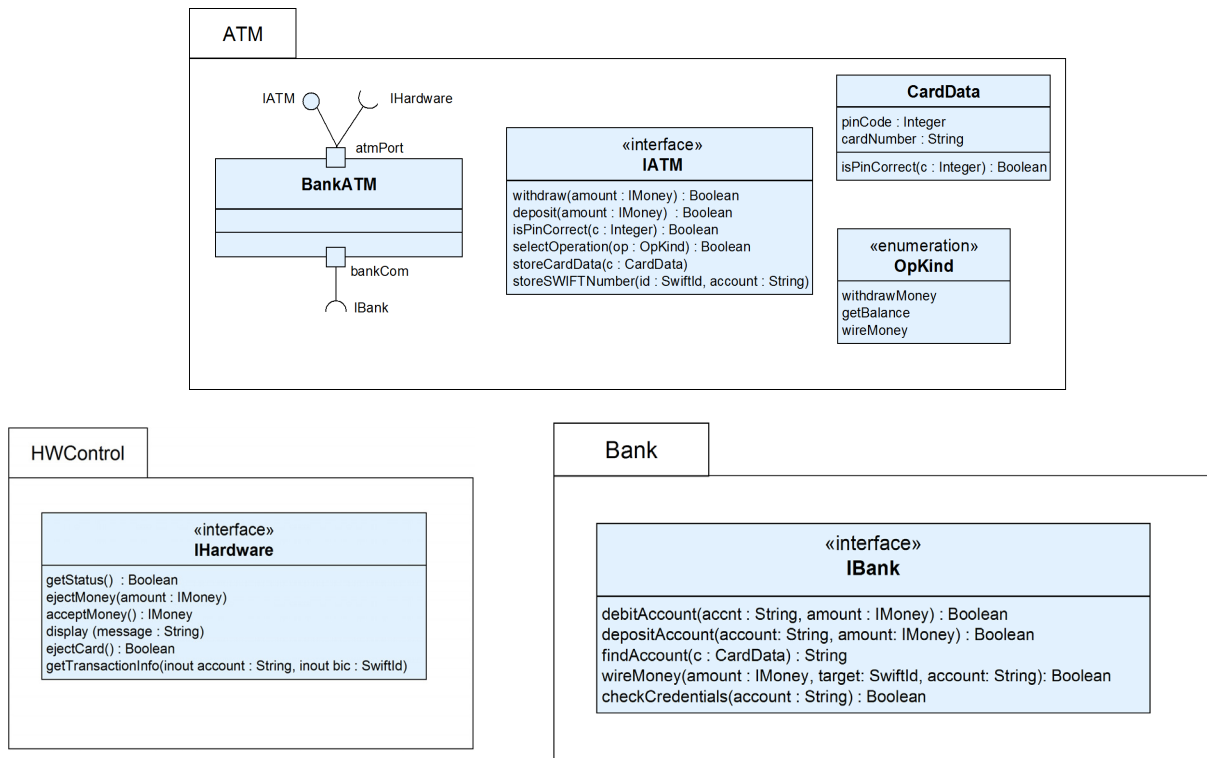 ATM
IATM
IHardware
atmPort
BankATM
bankCom
IBank
«interface»
IATM
withdraw(amount : IMoney) : Boolean
deposit(amount : IMoney)  : Boolean
isPinCorrect(c : Integer) : Boolean
selectOperation(op : OpKind) : Boolean
storeCardData(c : CardData)
storeSWIFTNumber(id : SwiftId, account : String)
CardData
pinCode : Integer
cardNumber : String
isPinCorrect(c : Integer) : Boolean
«enumeration»
OpKind
withdrawMoney
getBalance
wireMoney
HWControl
«interface»
IHardware
getStatus()  : Boolean
ejectMoney(amount : IMoney)
acceptMoney() : IMoney
display (message : String)
ejectCard() : Boolean
getTransactionInfo(inout account : String, inout bic : SwiftId)
Bank
«interface»
IBank
debitAccount(accnt : String, amount : IMoney) : Boolean
depositAccount(account: String, amount: IMoney) : Boolean
findAccount(c : CardData) : String
wireMoney(amount : IMoney, target: SwiftId, account: String): Boolean
checkCredentials(account : String) : Boolean